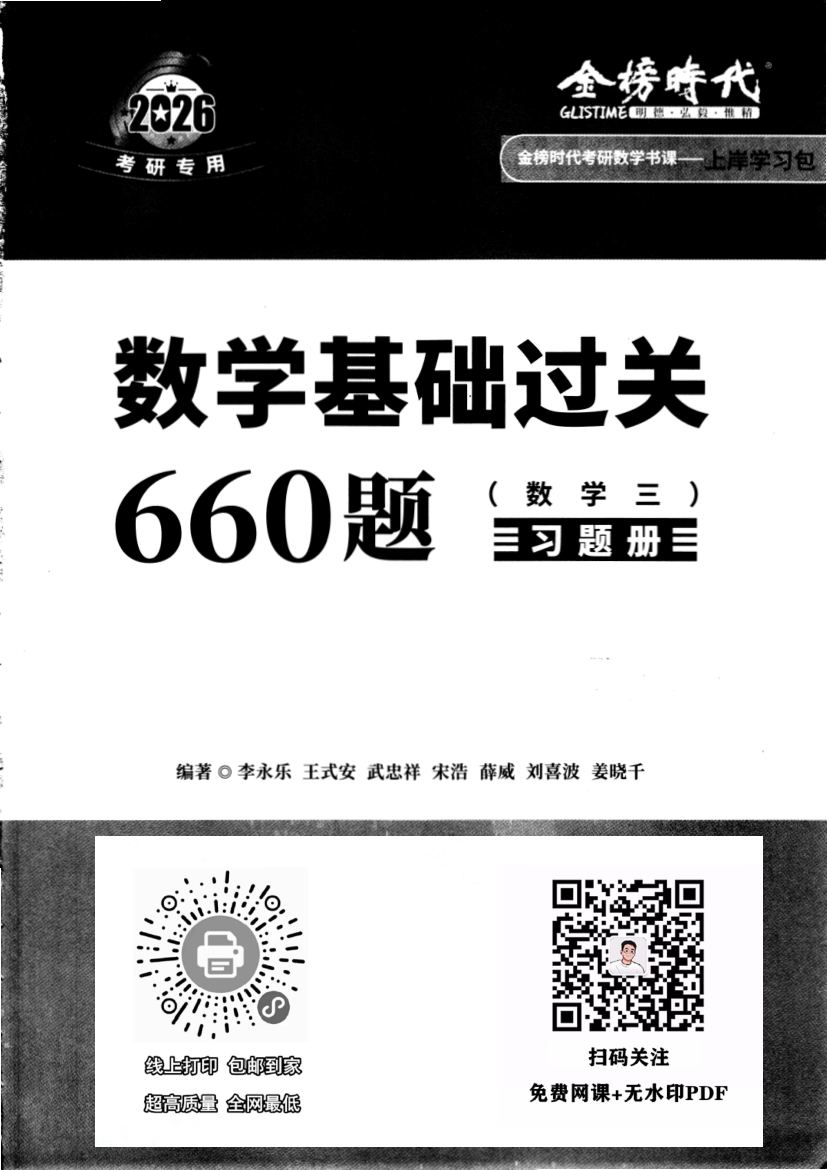 2026
考研专用
金榜時代
GLISTIME 明德·弘毅·推精
金榜时代考研数学书课——上岸学习包
数学基础过关
660题
(数学三)
习题册
编著◎李永乐 王式安 武忠祥 宋浩 薛威 刘喜波 姜晓千
线上打印 包邮到家
超高质量 全网最低
扫码关注
免费网课+无水印PDF